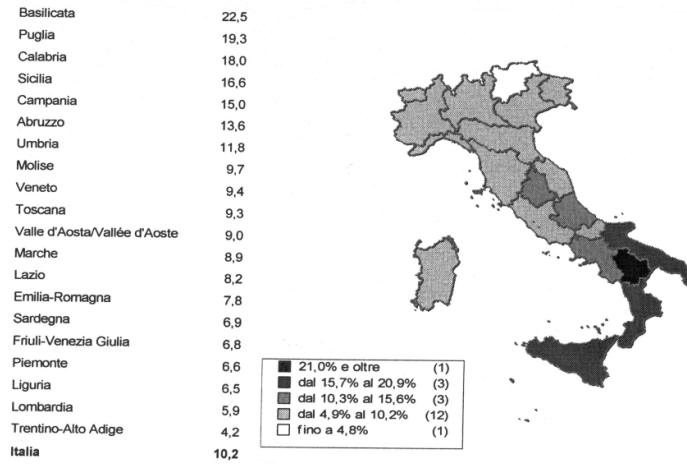 Basilicata 22,5
Puglia 19,3
Calabria 18,0
Sicilia 16,6
Campania 15,0
Abruzzo 13,6
Umbria 11,8
Molise 9,7
Veneto 9,4
Toscana 9,3
Valle d'Aosta/Vallée d'Aoste 9,0
Marche 8,9
Lazio 8,2
Emilia-Romagna 7,8
Sardegna 6,9
Friuli-Venezia Giulia 6,8
Piemonte 6,6
Liguria 6,5
Lombardia 5,9
Trentino-Alto Adige 4,2
Italia 10,2
21,0% e oltre (1)
dal 15,7% al 20,9% (3)
dal 10,3% al 15,6% (3)
dal 4,9% al 10,2% (12)
fino a 4,8% (1)